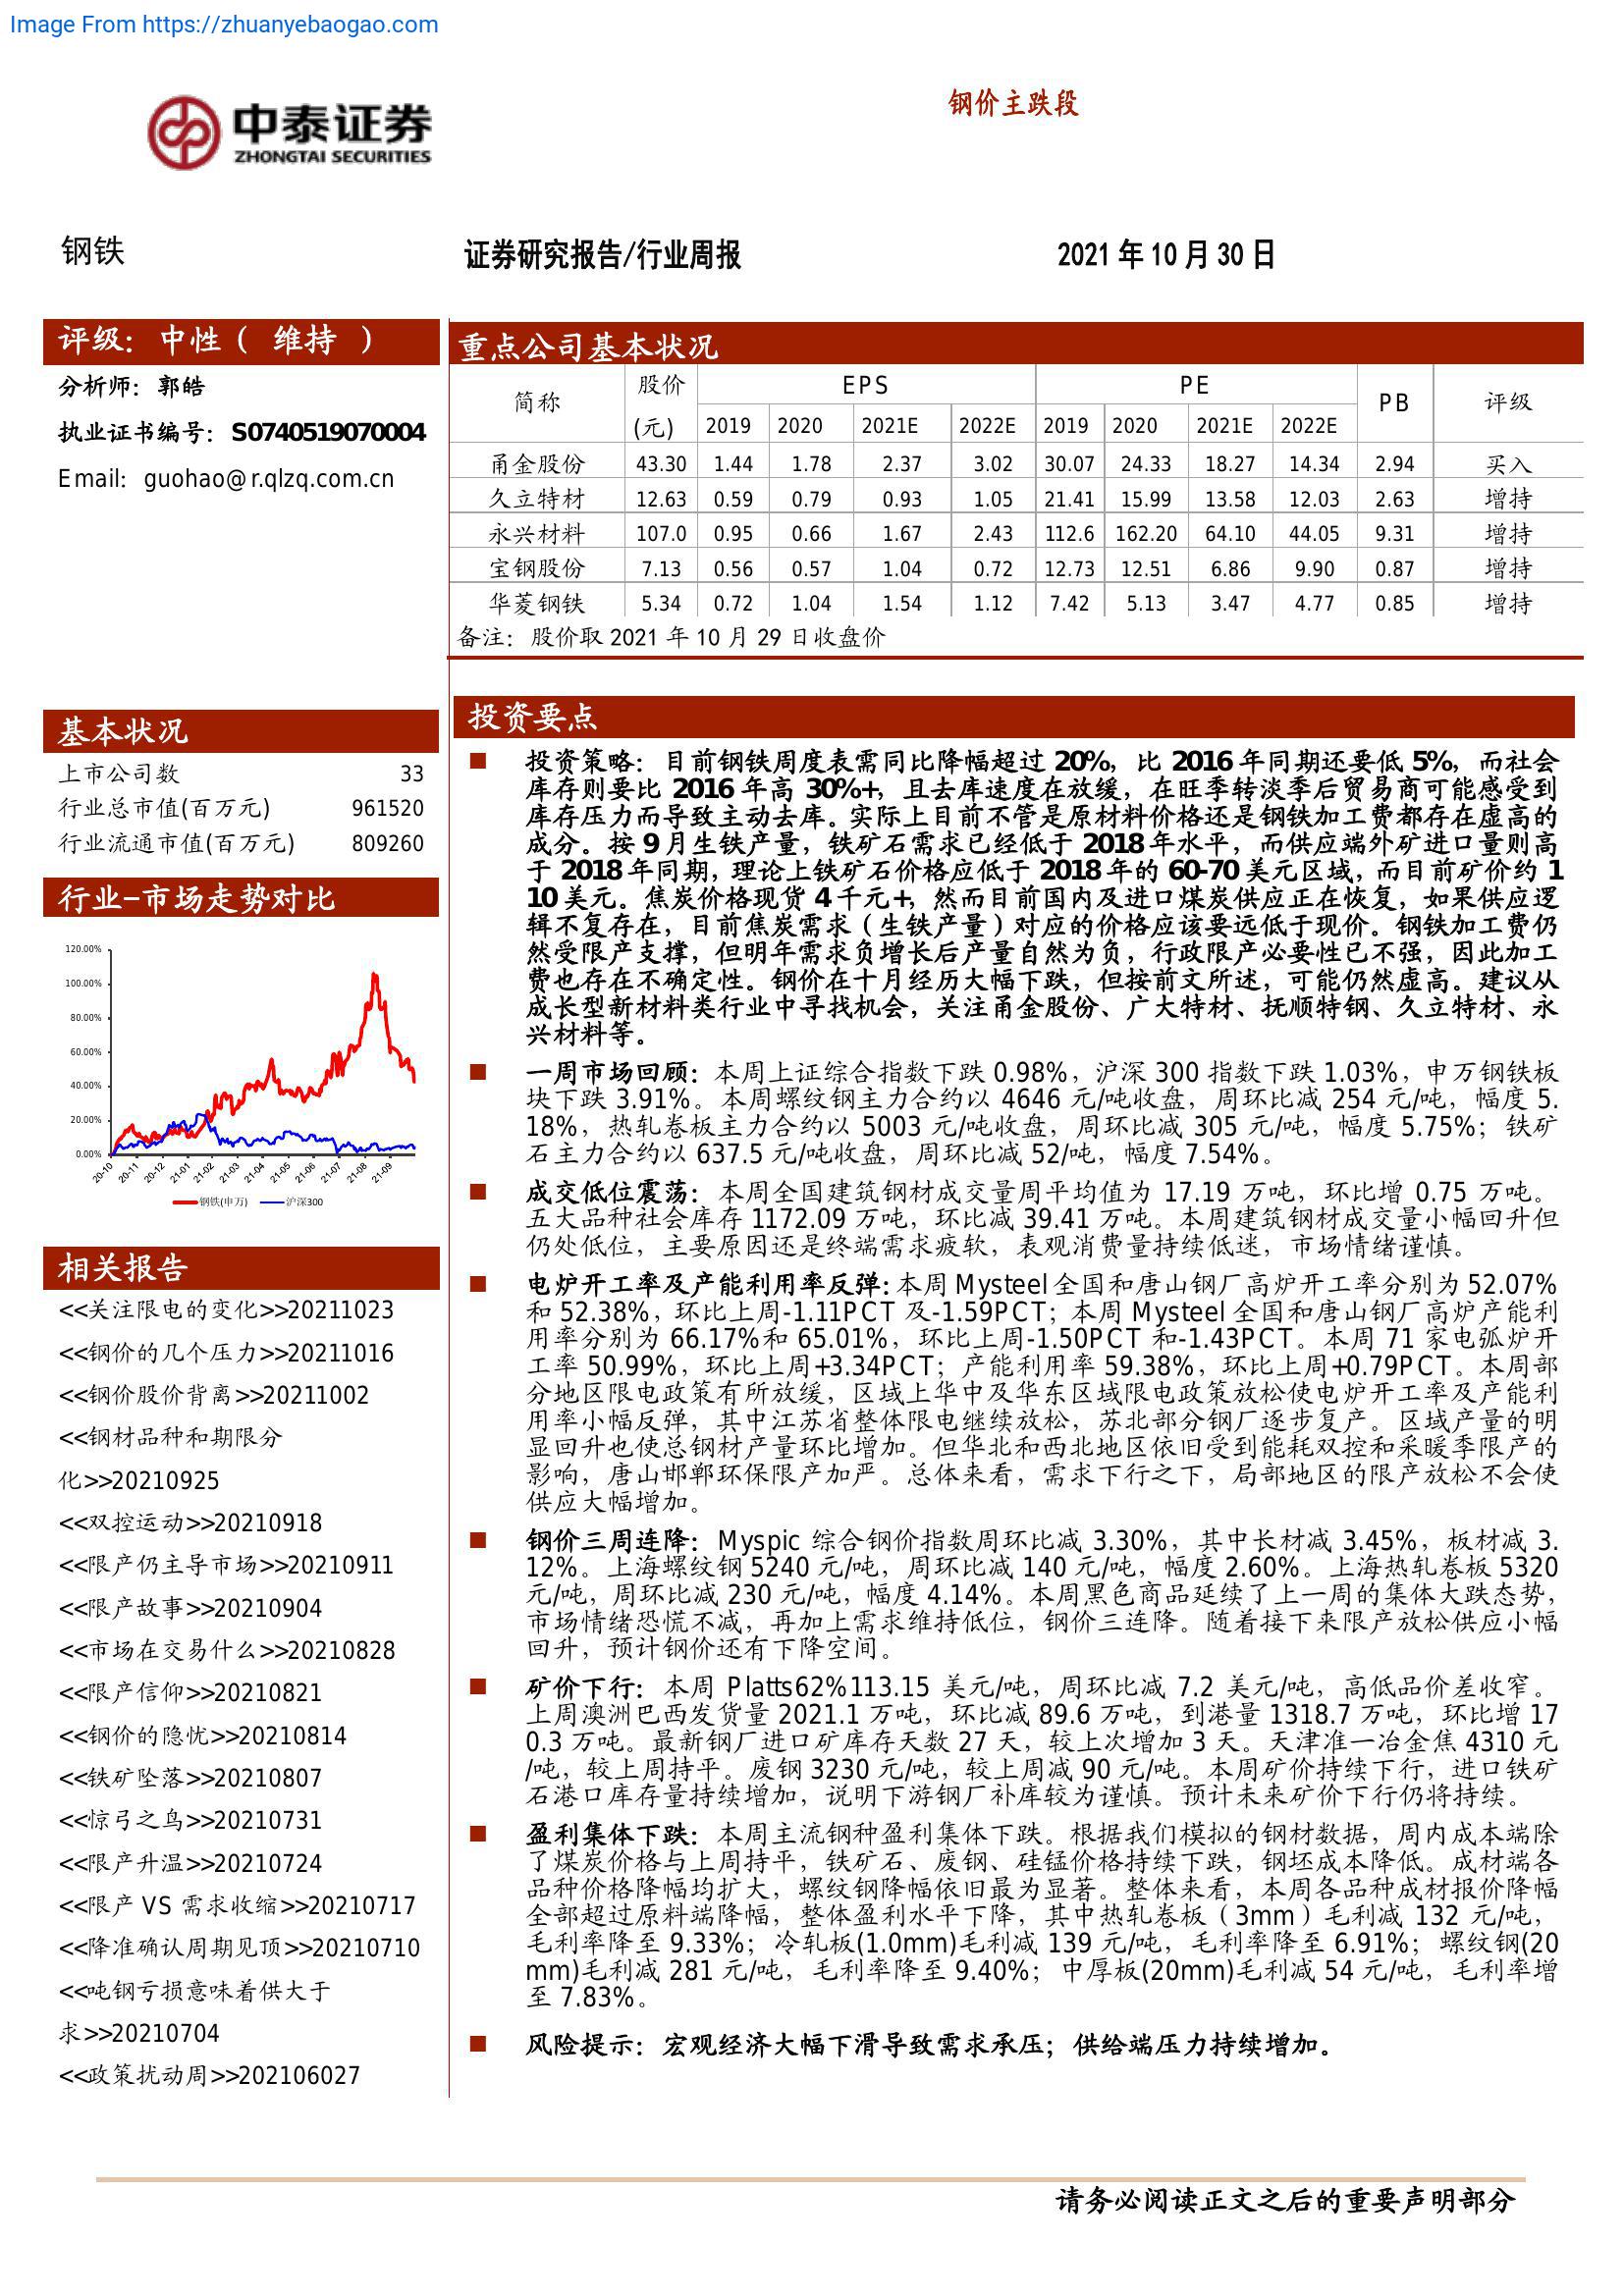 Image From https://zhuanyebaogao.com
中泰证券
ZHONGTAI SECURITIES
钢价主跌段
钢铁
证券研究报告/行业周报
2021 年 10 月 30 日
评级：中性（ 维持 ）
分析师：郭皓
执业证书编号：S0740519070004
Email：guohao@r.qlzq.com.cn
基本状况
上市公司数 33
行业总市值(百万元) 961520
行业流通市值(百万元) 809260
行业-市场走势对比
120.00%
100.00%
80.00%
60.00%
40.00%
20.00%
0.00%
20-10 20-11 20-12 21-01 21-02 21-03 21-04 21-05 21-06 21-07 21-08 21-09
钢铁(申万) 沪深300
相关报告
<<关注限电的变化>>20211023
<<钢价的几个压力>>20211016
<<钢价股价背离>>20211002
<<钢材品种和期限分
化>>20210925
<<双控运动>>20210918
<<限产仍主导市场>>20210911
<<限产故事>>20210904
<<市场在交易什么>>20210828
<<限产信仰>>20210821
<<钢价的隐忧>>20210814
<<铁矿坠落>>20210807
<<惊弓之鸟>>20210731
<<限产升温>>20210724
<<限产 VS 需求收缩>>20210717
<<降准确认周期见顶>>20210710
<<吨钢亏损意味着供大于
求>>20210704
<<政策扰动周>>202106027
重点公司基本状况
简称 股价 EPS PE PB 评级
(元) 2019 2020 2021E 2022E 2019 2020 2021E 2022E
甬金股份 43.30 1.44 1.78 2.37 3.02 30.07 24.33 18.27 14.34 2.94 买入
久立特材 12.63 0.59 0.79 0.93 1.05 21.41 15.99 13.58 12.03 2.63 增持
永兴材料 107.0 0.95 0.66 1.67 2.43 112.6 162.20 64.10 44.05 9.31 增持
宝钢股份 7.13 0.56 0.57 1.04 0.72 12.73 12.51 6.86 9.90 0.87 增持
华菱钢铁 5.34 0.72 1.04 1.54 1.12 7.42 5.13 3.47 4.77 0.85 增持
备注：股价取 2021 年 10 月 29 日收盘价
投资要点
投资策略：目前钢铁周度表需同比降幅超过 20%，比 2016 年同期还要低 5%，而社会
库存则要比 2016 年高 30%+，且去库速度在放缓，在旺季转淡季后贸易商可能感受到
库存压力而导致主动去库。实际上目前不管是原材料价格还是钢铁加工费都存在虚高的
成分。按 9 月生铁产量，铁矿石需求已经低于 2018 年水平，而供应端外矿进口量则高
于 2018 年同期，理论上铁矿石价格应低于 2018 年的 60-70 美元区域，而目前矿价约 1
10 美元。焦炭价格现货 4 千元+，然而目前国内及进口煤炭供应正在恢复，如果供应逻
辑不复存在，目前焦炭需求（生铁产量）对应的价格应该要远低于现价。钢铁加工费仍
然受限产支撑，但明年需求负增长后产量自然为负，行政限产必要性已不强，因此加工
费也存在不确定性。钢价在十月经历大幅下跌，但按前文所述，可能仍然虚高。建议从
成长型新材料类行业中寻找机会，关注甬金股份、广大特材、抚顺特钢、久立特材、永
兴材料等。
一周市场回顾：本周上证综合指数下跌 0.98%，沪深 300 指数下跌 1.03%，申万钢铁板
块下跌 3.91%。本周螺纹钢主力合约以 4646 元/吨收盘，周环比减 254 元/吨，幅度 5.
18%，热轧卷板主力合约以 5003 元/吨收盘，周环比减 305 元/吨，幅度 5.75%；铁矿
石主力合约以 637.5 元/吨收盘，周环比减 52/吨，幅度 7.54%。
成交低位震荡：本周全国建筑钢材成交量周平均值为 17.19 万吨，环比增 0.75 万吨。
五大品种社会库存 1172.09 万吨，环比减 39.41 万吨。本周建筑钢材成交量小幅回升但
仍处低位，主要原因还是终端需求疲软，表观消费量持续低迷，市场情绪谨慎。
电炉开工率及产能利用率反弹：本周 Mysteel 全国和唐山钢厂高炉开工率分别为 52.07%
和 52.38%，环比上周-1.11PCT 及-1.59PCT；本周 Mysteel 全国和唐山钢厂高炉产能利
用率分别为 66.17%和 65.01%，环比上周-1.50PCT 和-1.43PCT。本周 71 家电弧炉开
工率 50.99%，环比上周+3.34PCT；产能利用率 59.38%，环比上周+0.79PCT。本周部
分地区限电政策有所放缓，区域上华中及华东区域限电政策放松使电炉开工率及产能利
用率小幅反弹，其中江苏省整体限电继续放松，苏北部分钢厂逐步复产。区域产量的明
显回升也使总钢材产量环比增加。但华北和西北地区依旧受到能耗双控和采暖季限产的
影响，唐山邯郸环保限产加严。总体来看，需求下行之下，局部地区的限产放松不会使
供应大幅增加。
钢价三周连降：Myspic 综合钢价指数周环比减 3.30%，其中长材减 3.45%，板材减 3.
12%。上海螺纹钢 5240 元/吨，周环比减 140 元/吨，幅度 2.60%。上海热轧卷板 5320
元/吨，周环比减 230 元/吨，幅度 4.14%。本周黑色商品延续了上一周的集体大跌态势，
市场情绪恐慌不减，再加上需求维持低位，钢价三连降。随着接下来限产放松供应小幅
回升，预计钢价还有下降空间。
矿价下行：本周 Platts62%113.15 美元/吨，周环比减 7.2 美元/吨，高低品价差收窄。
上周澳洲巴西发货量 2021.1 万吨，环比减 89.6 万吨，到港量 1318.7 万吨，环比增 17
0.3 万吨。最新钢厂进口矿库存天数 27 天，较上次增加 3 天。天津准一冶金焦 4310 元
/吨，较上周持平。废钢 3230 元/吨，较上周减 90 元/吨。本周矿价持续下行，进口铁矿
石港口库存量持续增加，说明下游钢厂补库较为谨慎。预计未来矿价下行仍将持续。
盈利集体下跌：本周主流钢种盈利集体下跌。根据我们模拟的钢材数据，周内成本端除
了煤炭价格与上周持平，铁矿石、废钢、硅锰价格持续下跌，钢坯成本降低。成材端各
品种价格降幅均扩大，螺纹钢降幅依旧最为显著。整体来看，本周各品种成材报价降幅
全部超过原料端降幅，整体盈利水平下降，其中热轧卷板（3mm）毛利减 132 元/吨，
毛利率降至 9.33%；冷轧板(1.0mm)毛利减 139 元/吨，毛利率降至 6.91%；螺纹钢(20
mm)毛利减 281 元/吨，毛利率降至 9.40%；中厚板(20mm)毛利减 54 元/吨，毛利率增
至 7.83%。
风险提示：宏观经济大幅下滑导致需求承压；供给端压力持续增加。
请务必阅读正文之后的重要声明部分